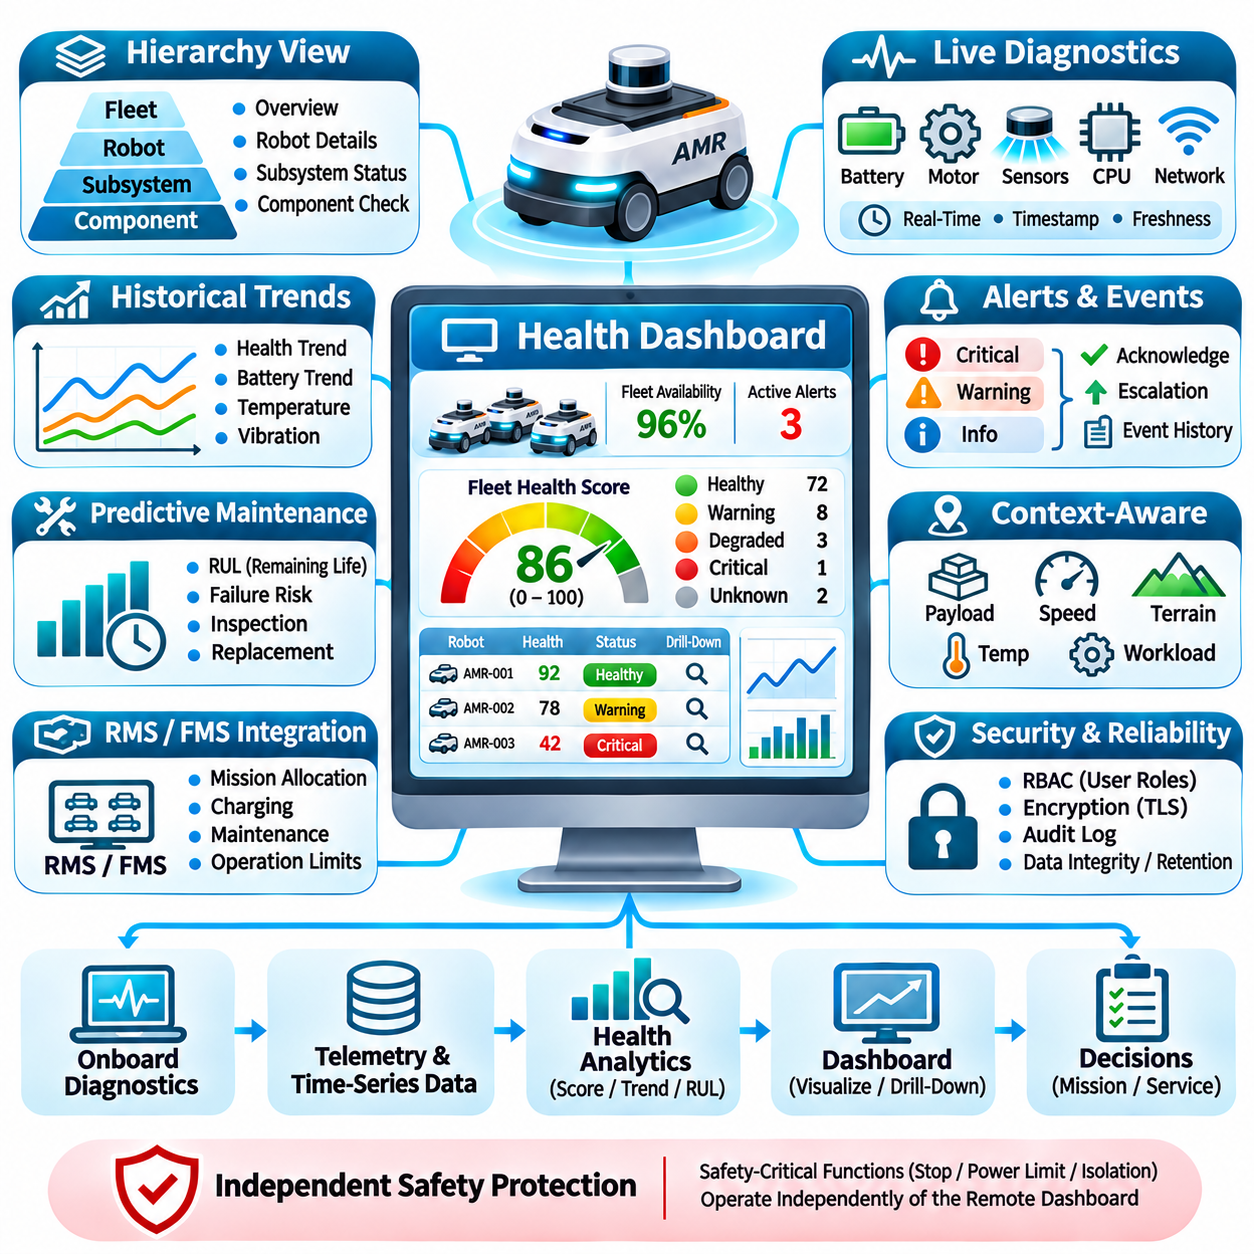 Hierarchy View
Fleet
Robot
Subsystem
Component
Overview
Robot Details
Subsystem Status
Component Check
AMR
Live Diagnostics
Battery
Motor
Sensors
CPU
Network
Real-Time • Timestamp • Freshness
Historical Trends
Health Trend
Battery Trend
Temperature
Vibration
Health Dashboard
Fleet Availability
96%
Active Alerts
3
Fleet Health Score
86
(0 – 100)
Healthy 72
Warning 8
Degraded 3
Critical 1
Unknown 2
Robot Health Status Drill-Down
AMR-001 92 Healthy
AMR-002 78 Warning
AMR-003 42 Critical
Alerts & Events
Critical
Warning
Info
Acknowledge
Escalation
Event History
Predictive Maintenance
RUL (Remaining Life)
Failure Risk
Inspection
Replacement
Context-Aware
Payload
Speed
Terrain
Temp
Workload
RMS / FMS Integration
RMS / FMS
Mission Allocation
Charging
Maintenance
Operation Limits
Security & Reliability
RBAC (User Roles)
Encryption (TLS)
Audit Log
Data Integrity / Retention
Onboard
Diagnostics
Telemetry &
Time-Series Data
Health
Analytics
(Score / Trend / RUL)
Dashboard
(Visualize / Drill-Down)
Decisions
(Mission / Service)
Independent Safety Protection
Safety-Critical Functions (Stop / Power Limit / Isolation)
Operate Independently of the Remote Dashboard